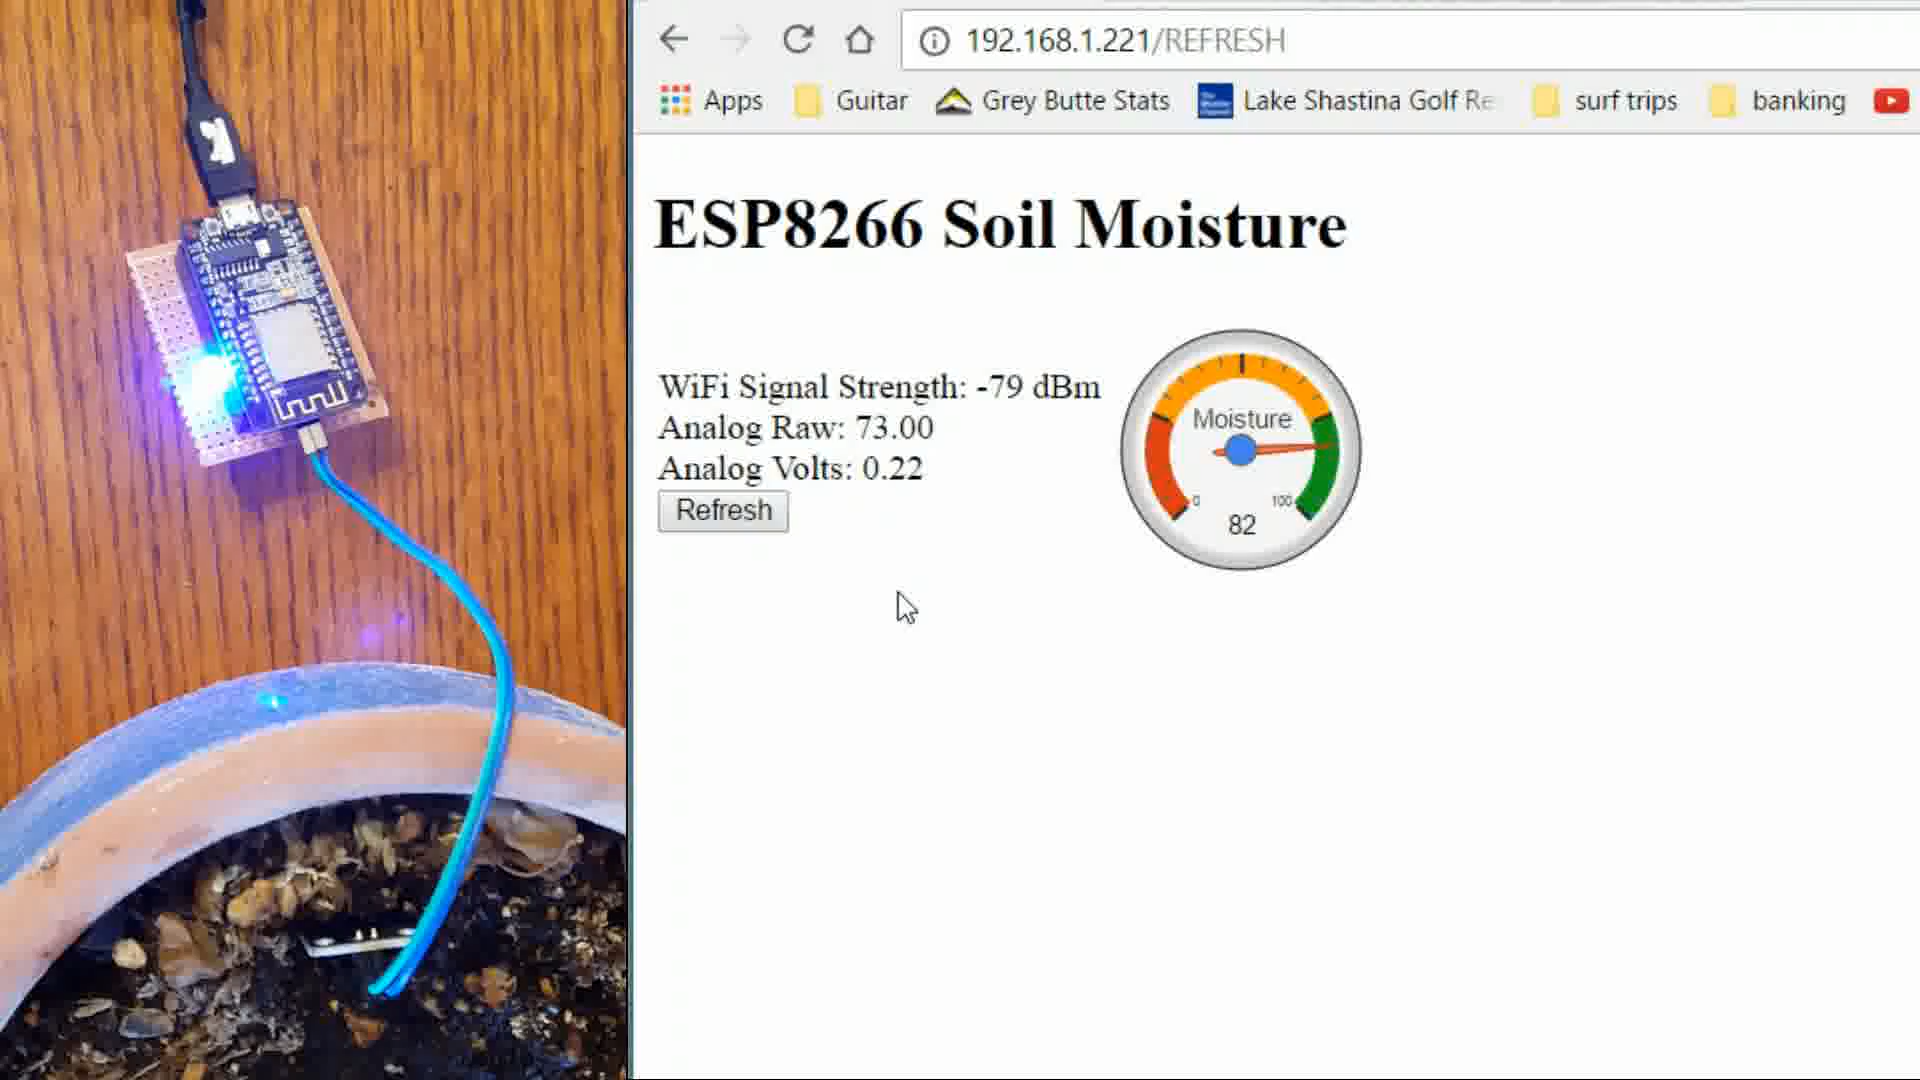 192.168.1.221/REFRESH
Apps Guitar Grey Butte Stats Lake Shastina Golf Re surf trips banking
ESP8266 Soil Moisture
WiFi Signal Strength: -79 dBm
Analog Raw: 73.00
Analog Volts: 0.22
Refresh
Moisture
0 100
82